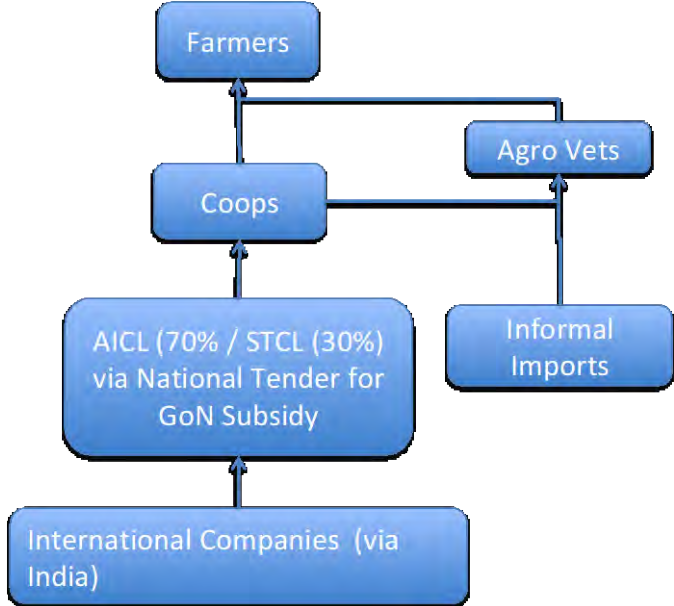 Farmers
Agro Vets
Coops
AICL (70% / STCL (30%)
via National Tender for
GoN Subsidy
Informal
Imports
International Companies (via
India)